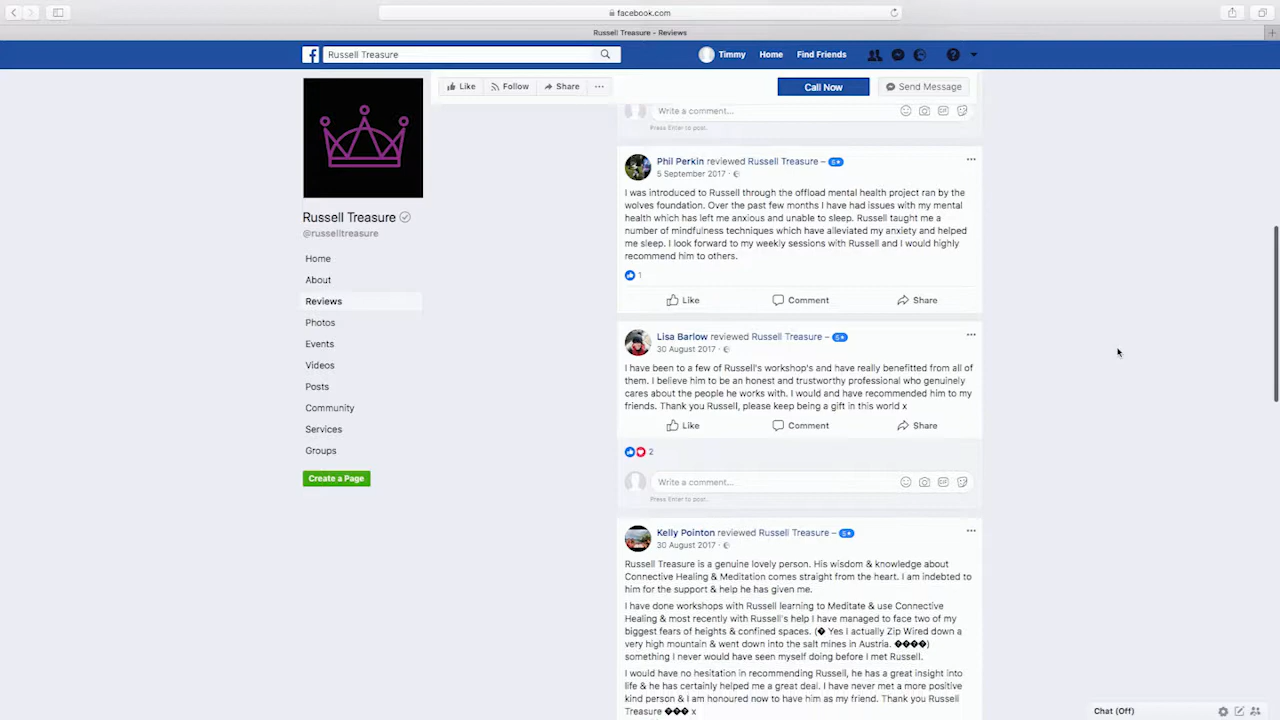 facebook.com
Russell Treasure - Reviews
Russell Treasure
Timmy
Home
Find Friends
Like
Follow
Share
Call Now
Send Message
Write a comment...
Press Enter to post.
Russell Treasure
@russelltreasure
Home
About
Reviews
Photos
Events
Videos
Posts
Community
Services
Groups
Create a Page
Phil Perkin reviewed Russell Treasure – 5★
5 September 2017 ·
I was introduced to Russell through the offload mental health project ran by the
wolves foundation. Over the past few months I have had issues with my mental
health which has left me anxious and unable to sleep. Russell taught me a
number of mindfulness techniques which have alleviated my anxiety and helped
me sleep. I look forward to my weekly sessions with Russell and I would highly
recommend him to others.
1
Like Comment Share
Lisa Barlow reviewed Russell Treasure – 5★
30 August 2017 ·
I have been to a few of Russell's workshop's and have really benefitted from all of
them. I believe him to be an honest and trustworthy professional who genuinely
cares about the people he works with. I would and have recommended him to my
friends. Thank you Russell, please keep being a gift in this world x
Like Comment Share
2
Write a comment...
Press Enter to post.
Kelly Pointon reviewed Russell Treasure – 5★
30 August 2017 ·
Russell Treasure is a genuine lovely person. His wisdom & knowledge about
Connective Healing & Meditation comes straight from the heart. I am indebted to
him for the support & help he has given me.
I have done workshops with Russell learning to Meditate & use Connective
Healing & most recently with Russell's help I have managed to face two of my
biggest fears of heights & confined spaces. (� Yes I actually Zip Wired down a
very high mountain & went down into the salt mines in Austria. ����)
something I never would have seen myself doing before I met Russell.
I would have no hesitation in recommending Russell, he has a great insight into
life & he has certainly helped me a great deal. I have never met a more positive
kind person & I am honoured now to have him as my friend. Thank you Russell
Treasure ��� x
Chat (Off)